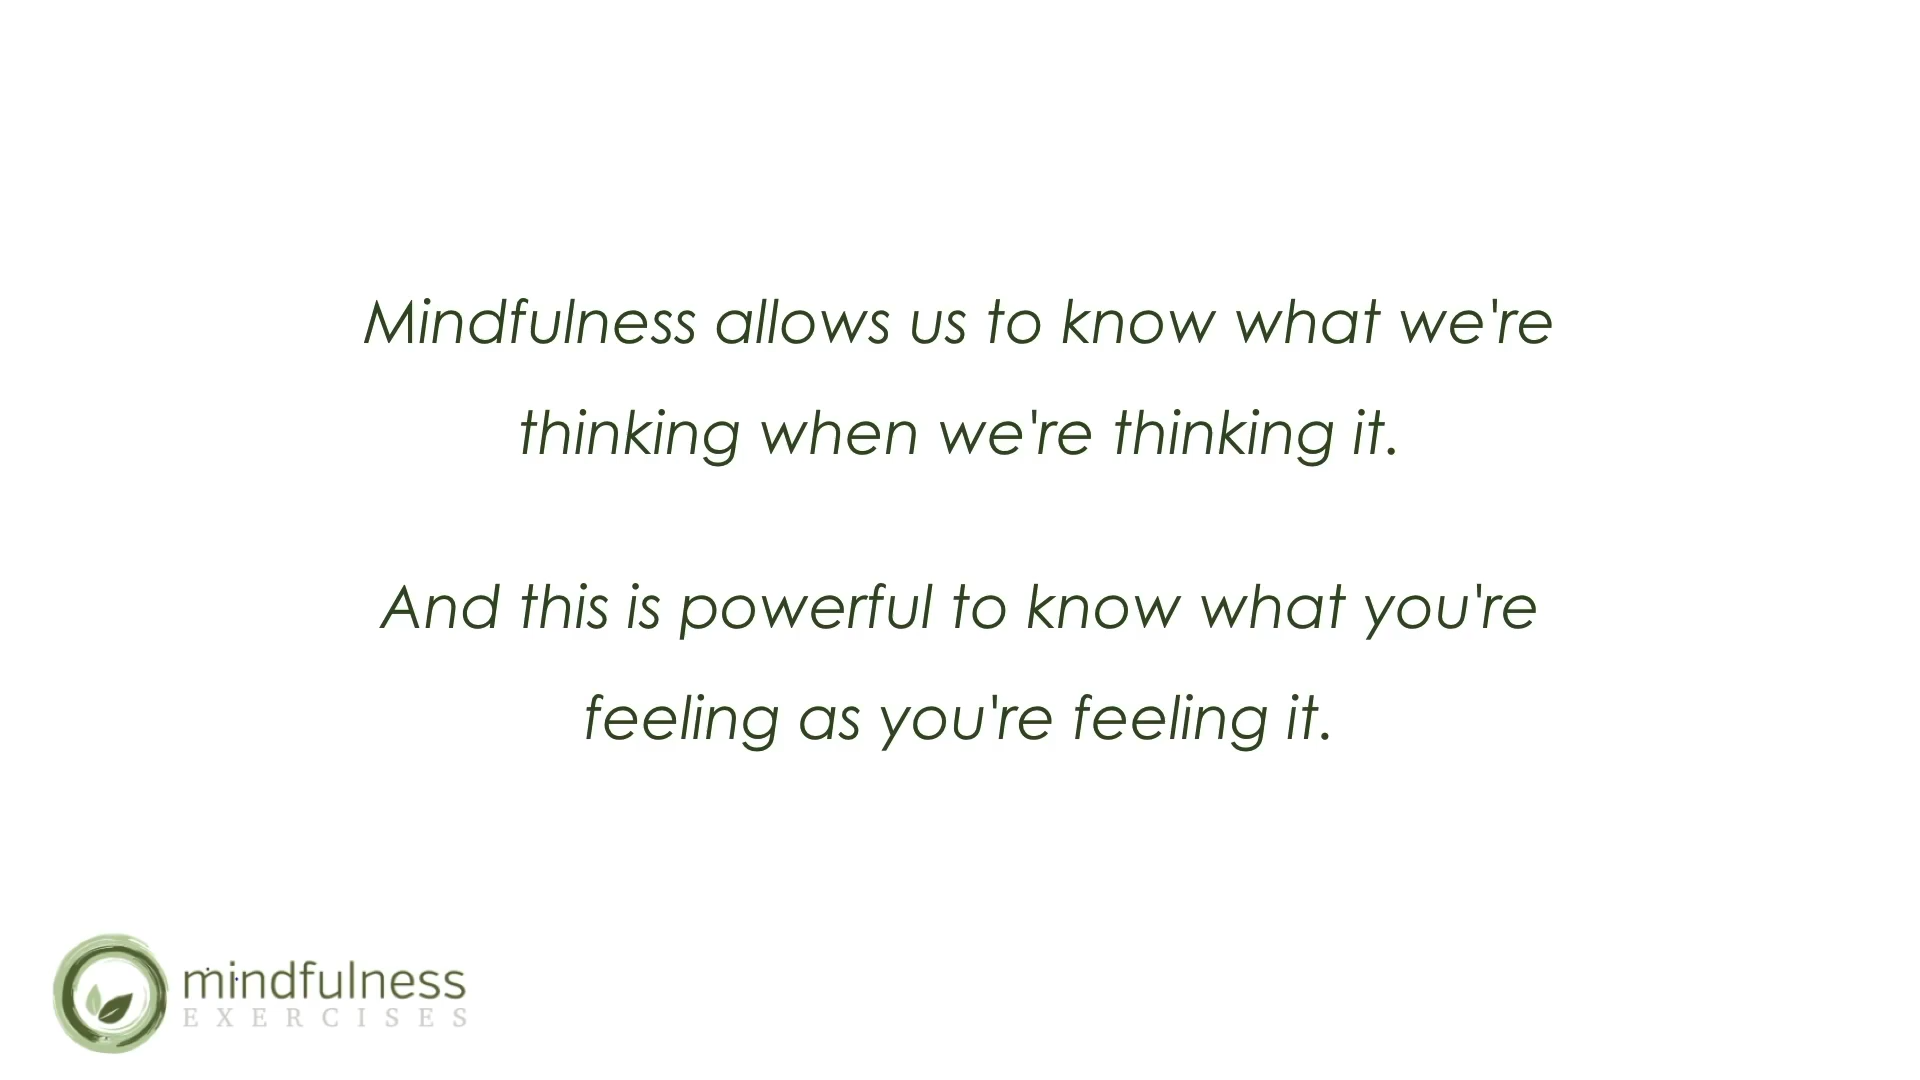 Mindfulness allows us to know what we're
thinking when we're thinking it.
And this is powerful to know what you're
feeling as you're feeling it.
mindfulness
EXERCISES